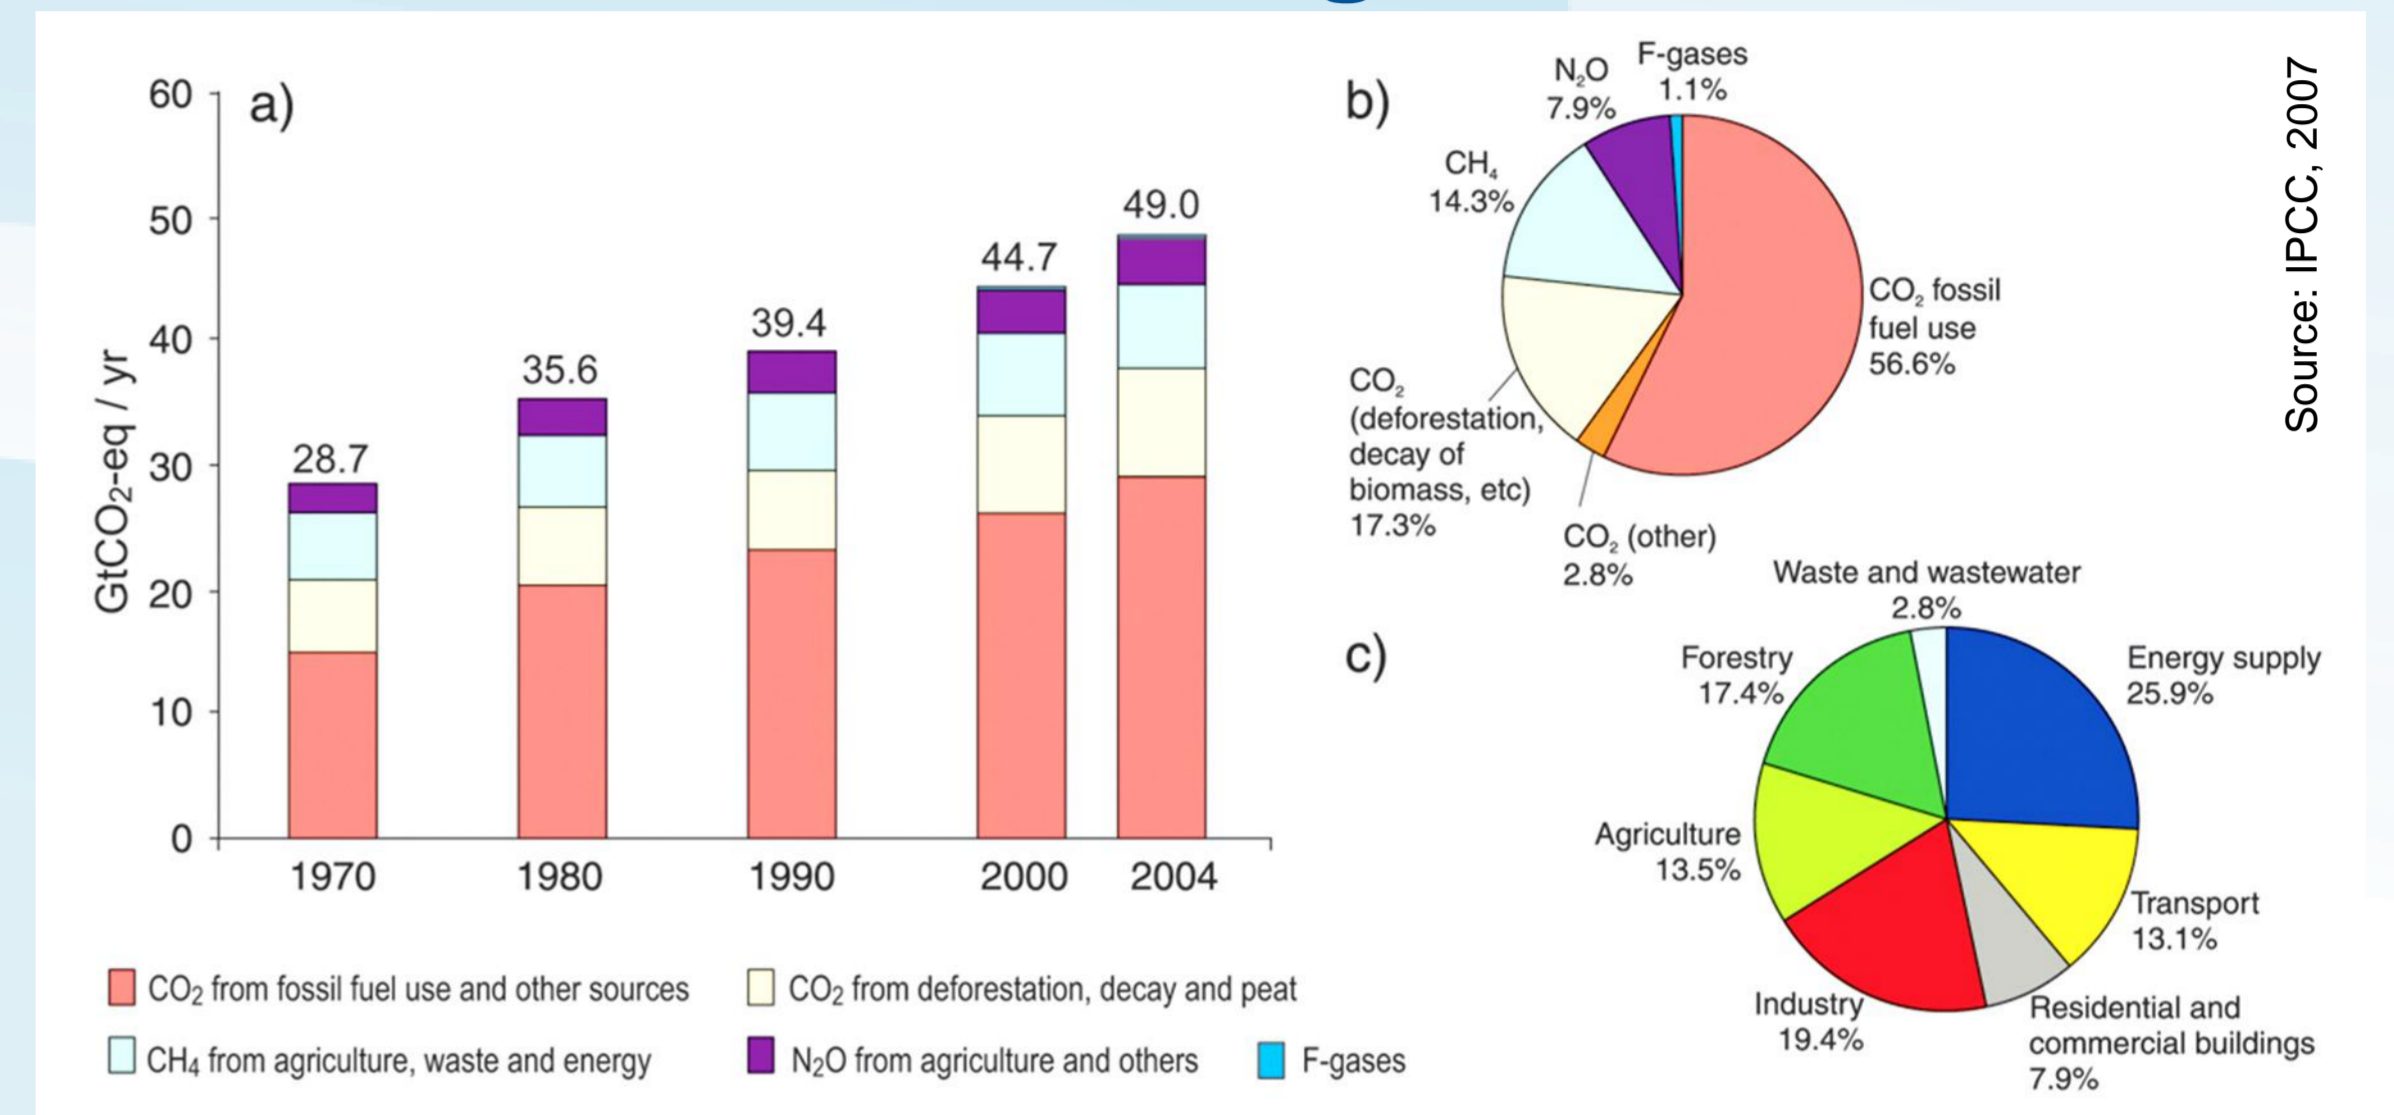 a)
60
50
40
30
20
10
0
GtCO₂-eq / yr
28.7
35.6
39.4
44.7
49.0
1970
1980
1990
2000
2004
CO₂ from fossil fuel use and other sources
CO₂ from deforestation, decay and peat
CH₄ from agriculture, waste and energy
N₂O from agriculture and others
F-gases
b)
F-gases
1.1%
N₂O
7.9%
CH₄
14.3%
CO₂ fossil
fuel use
56.6%
CO₂
(deforestation,
decay of
biomass, etc)
17.3%
CO₂ (other)
2.8%
c)
Waste and wastewater
2.8%
Forestry
17.4%
Energy supply
25.9%
Agriculture
13.5%
Transport
13.1%
Industry
19.4%
Residential and
commercial buildings
7.9%
Source: IPCC, 2007